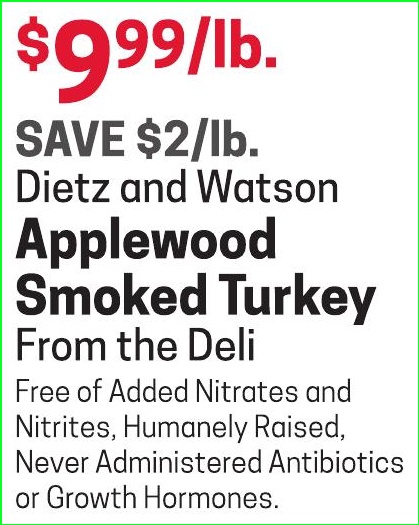 $9.99/lb.
SAVE $2/lb.
Dietz and Watson
Applewood
Smoked Turkey
From the Deli
Free of Added Nitrates and
Nitrites, Humanely Raised,
Never Administered Antibiotics
or Growth Hormones.